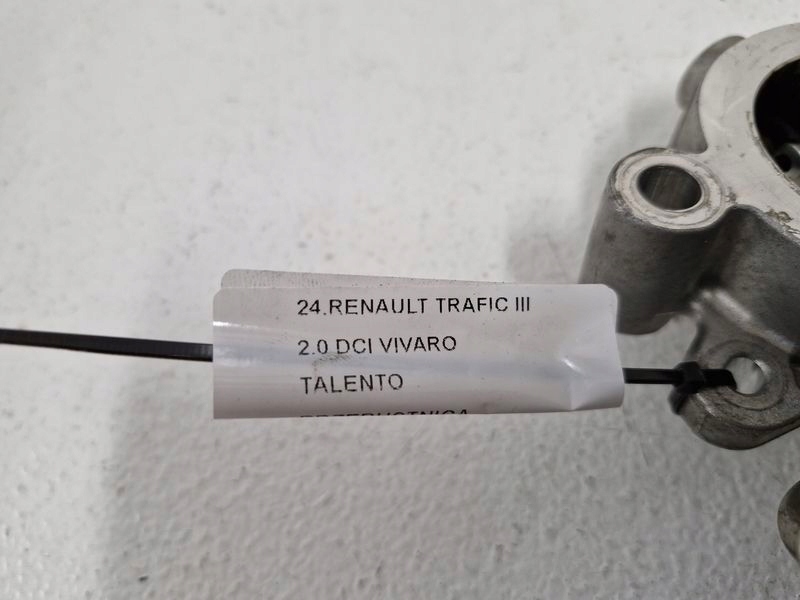 24.RENAULT TRAFIC III
2.0 DCI VIVARO
TALENTO